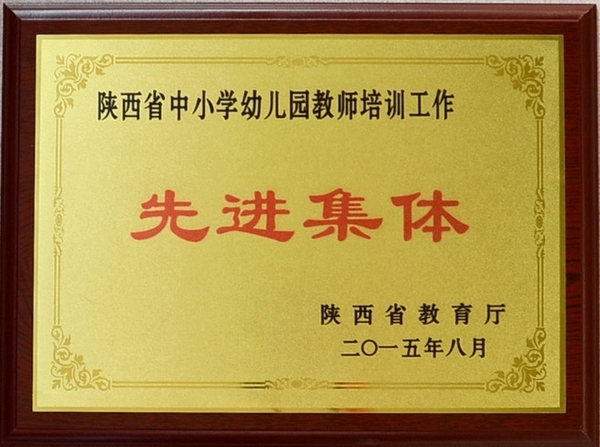 陕西省中小学幼儿园教师培训工作
先进集体
陕西省教育厅
二〇一五年八月